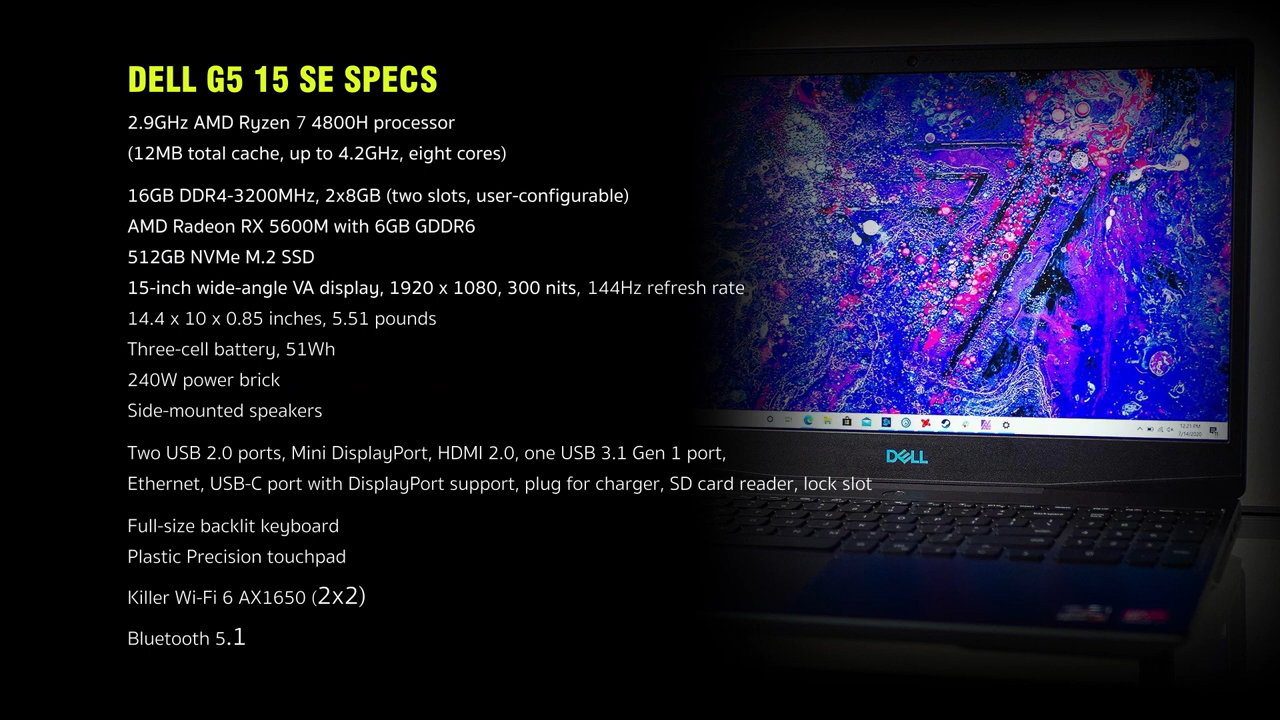 DELL G5 15 SE SPECS
2.9GHz AMD Ryzen 7 4800H processor
(12MB total cache, up to 4.2GHz, eight cores)
16GB DDR4-3200MHz, 2x8GB (two slots, user-configurable)
AMD Radeon RX 5600M with 6GB GDDR6
512GB NVMe M.2 SSD
15-inch wide-angle VA display, 1920 x 1080, 300 nits, 144Hz refresh rate
14.4 x 10 x 0.85 inches, 5.51 pounds
Three-cell battery, 51Wh
240W power brick
Side-mounted speakers
Two USB 2.0 ports, Mini DisplayPort, HDMI 2.0, one USB 3.1 Gen 1 port,
Ethernet, USB-C port with DisplayPort support, plug for charger, SD card reader, lock slot
Full-size backlit keyboard
Plastic Precision touchpad
Killer Wi-Fi 6 AX1650 (2x2)
Bluetooth 5.1
12:21 PM
7/14/2020
DELL